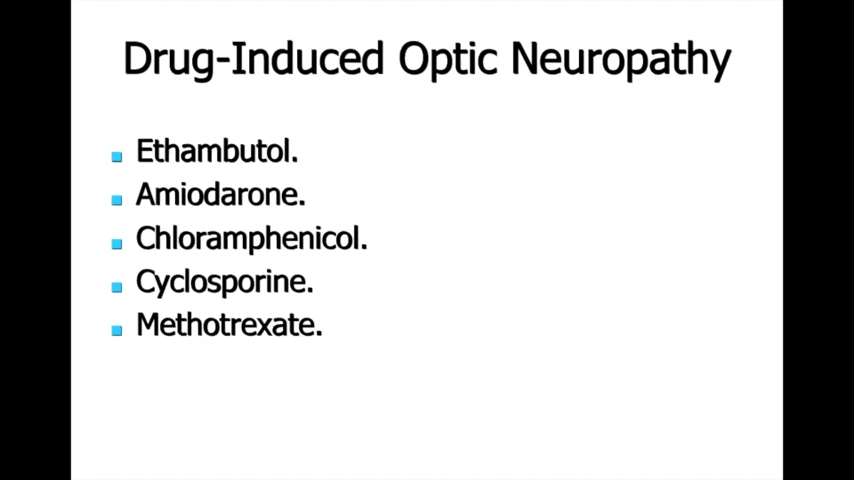 Drug-Induced Optic Neuropathy
Ethambutol.
Amiodarone.
Chloramphenicol.
Cyclosporine.
Methotrexate.